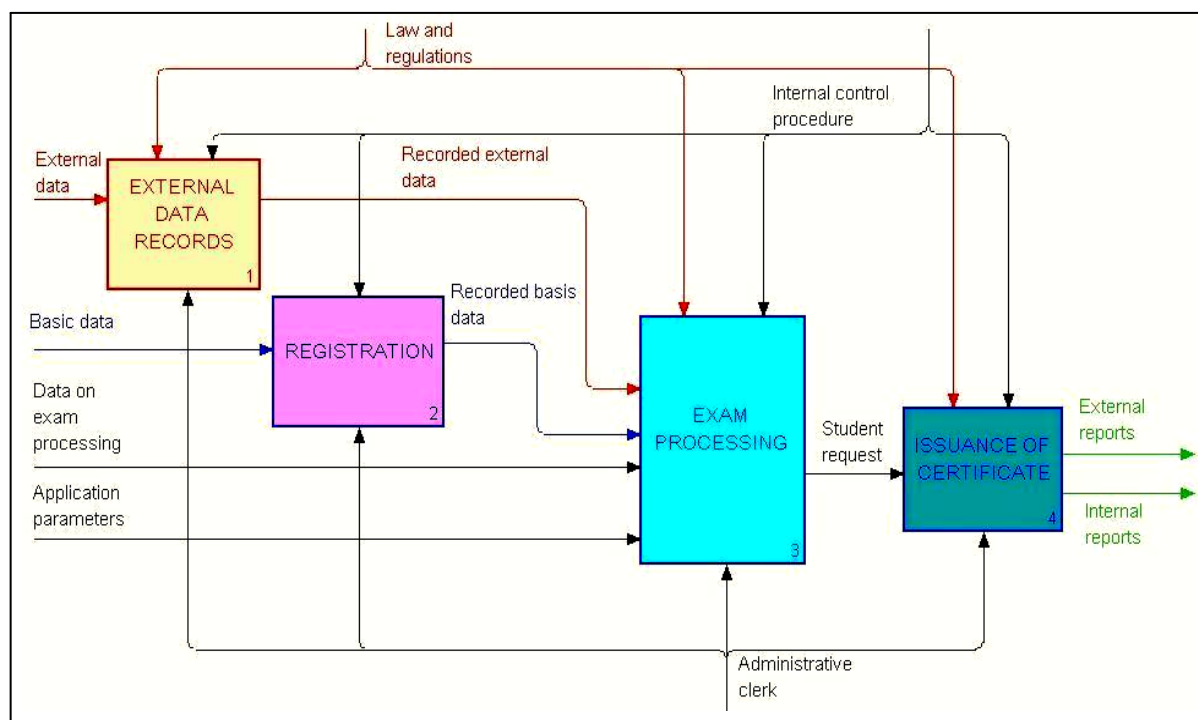 Law and
regulations
Internal control
procedure
External
data
EXTERNAL
DATA
RECORDS
1
Recorded external
data
Basic data
REGISTRATION
2
Recorded basis
data
Data on
exam
processing
Application
parameters
EXAM
PROCESSING
3
Student
request
ISSUANCE OF
CERTIFICATE
4
External
reports
Internal
reports
Administrative
clerk